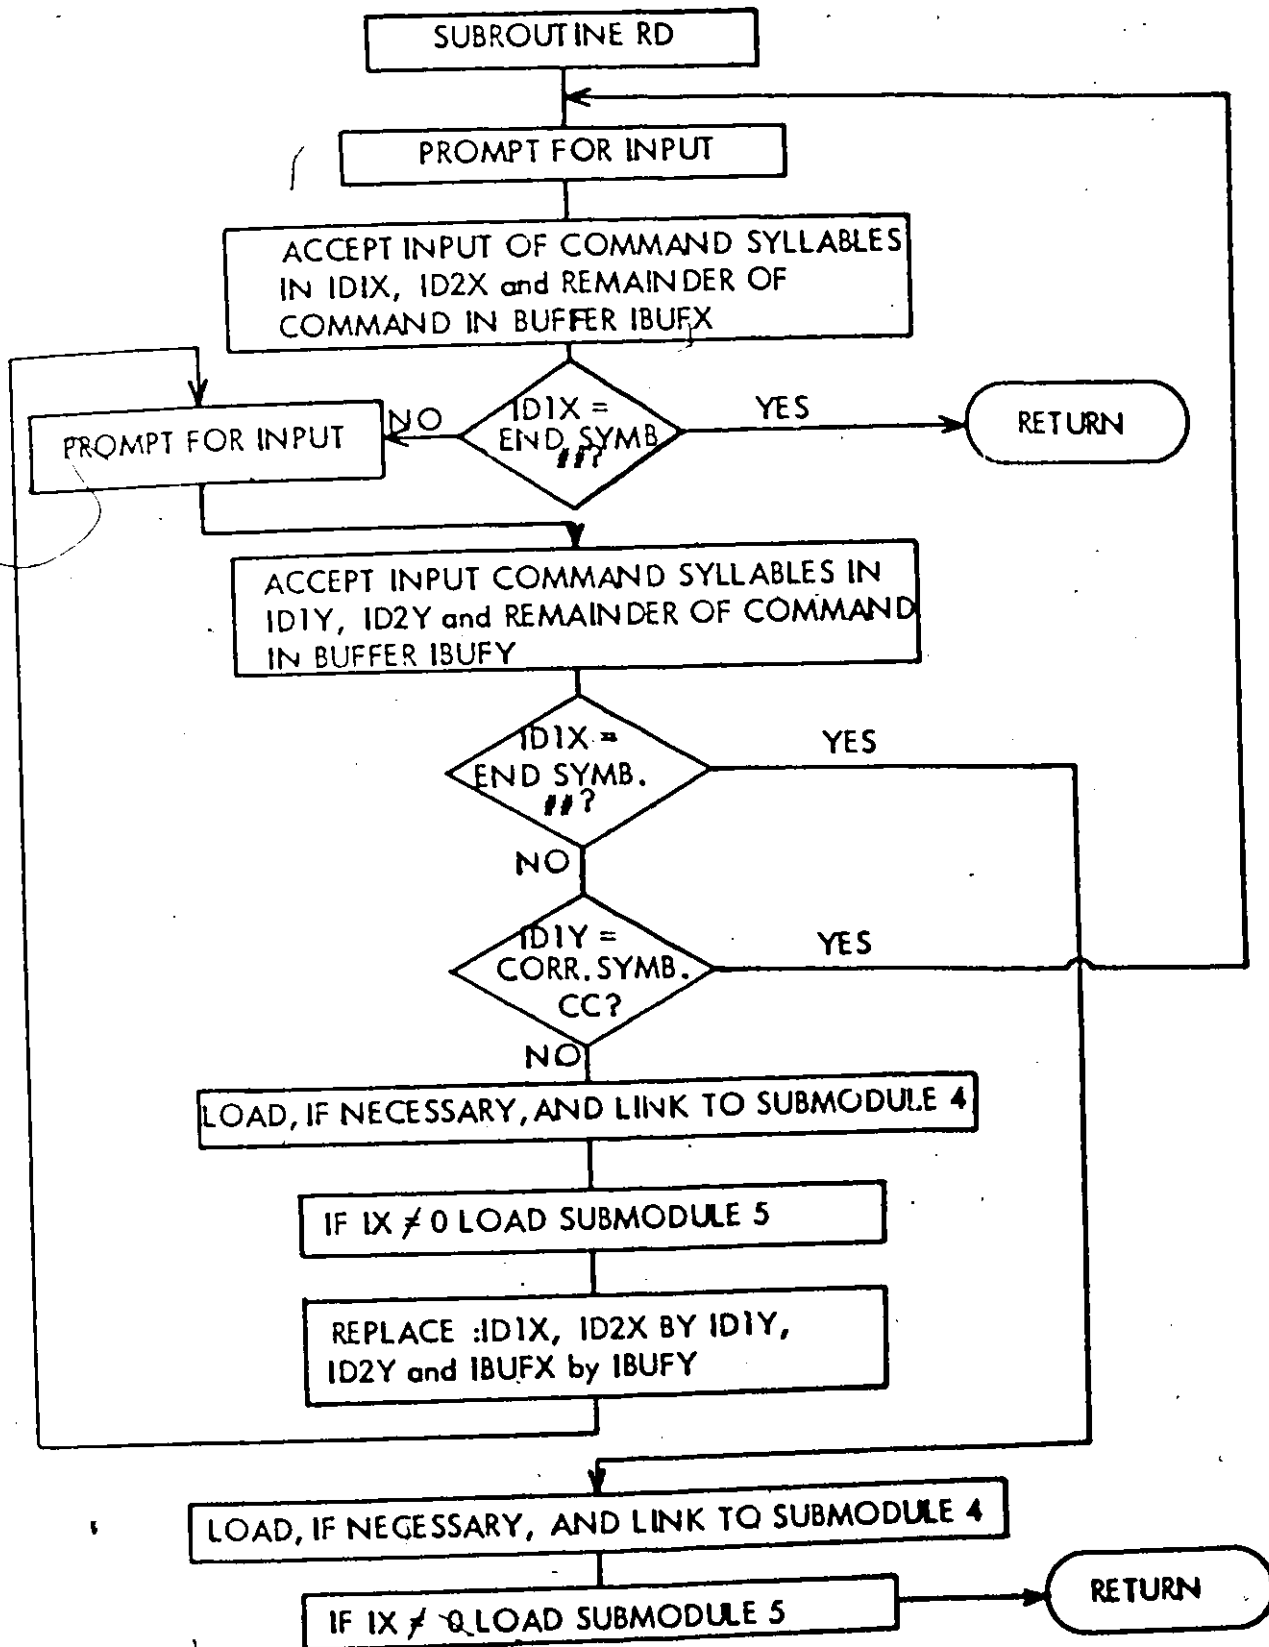 SUBROUTINE RD
PROMPT FOR INPUT
ACCEPT INPUT OF COMMAND SYLLABLES
IN ID1X, ID2X and REMAINDER OF
COMMAND IN BUFFER IBUFX
ID1X =
END SYMB
##?
NO
YES
RETURN
PROMPT FOR INPUT
ACCEPT INPUT COMMAND SYLLABLES IN
ID1Y, ID2Y and REMAINDER OF COMMAND
IN BUFFER IBUFY
ID1X =
END SYMB.
##?
YES
NO
ID1Y =
CORR. SYMB.
CC?
YES
NO
LOAD, IF NECESSARY, AND LINK TO SUBMODULE 4
IF IX ≠ 0 LOAD SUBMODULE 5
REPLACE :ID1X, ID2X BY ID1Y,
ID2Y and IBUFX by IBUFY
LOAD, IF NECESSARY, AND LINK TO SUBMODULE 4
IF IX ≠ 0 LOAD SUBMODULE 5
RETURN